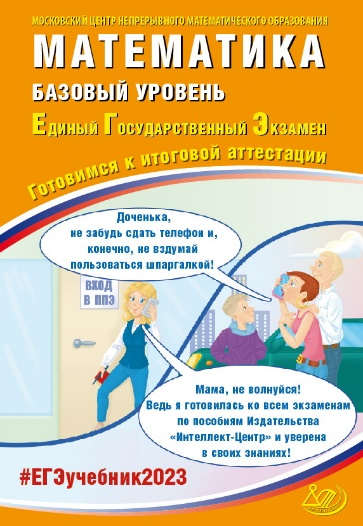 МОСКОВСКИЙ ЦЕНТР НЕПРЕРЫВНОГО МАТЕМАТИЧЕСКОГО ОБРАЗОВАНИЯ
МАТЕМАТИКА
БАЗОВЫЙ УРОВЕНЬ
ЕДИНЫЙ ГОСУДАРСТВЕННЫЙ ЭКЗАМЕН
ГОТОВИМСЯ К ИТОГОВОЙ АТТЕСТАЦИИ
Доченька,
не забудь сдать телефон и,
конечно, не вздумай
пользоваться шпаргалкой!
ВХОД
В ППЭ
Мама, не волнуйся!
Ведь я готовилась ко всем экзаменам
по пособиям Издательства
«Интеллект-Центр» и уверена
в своих знаниях!
#ЕГЭучебник2023